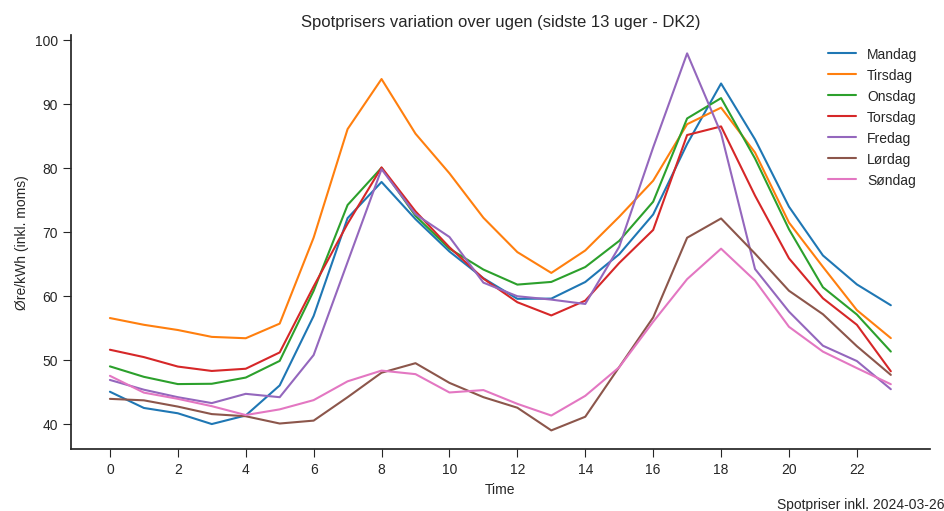 Spotprisers variation over ugen (sidste 13 uger - DK2)
Øre/kWh (inkl. moms)
100
90
80
70
60
50
40
0 2 4 6 8 10 12 14 16 18 20 22
Time
Mandag
Tirsdag
Onsdag
Torsdag
Fredag
Lørdag
Søndag
Spotpriser inkl. 2024-03-26